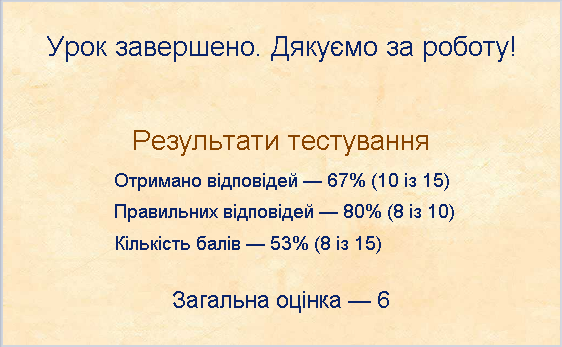 Урок завершено. Дякуємо за роботу!
Результати тестування
Отримано відповідей — 67% (10 із 15)
Правильних відповідей — 80% (8 із 10)
Кількість балів — 53% (8 із 15)
Загальна оцінка — 6